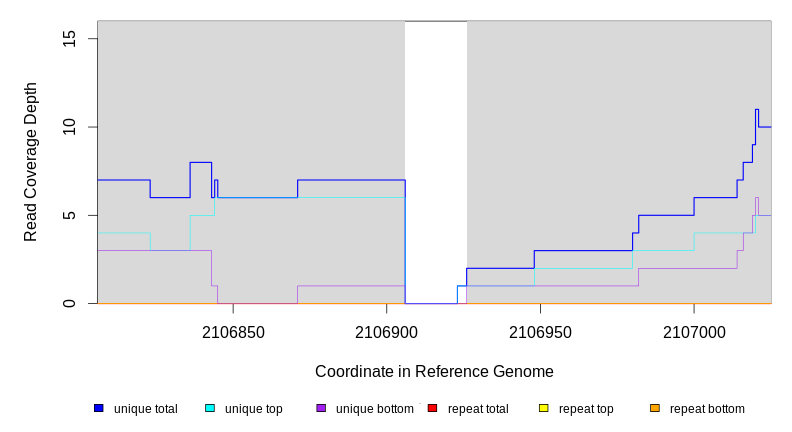 15
10
5
0
Read Coverage Depth
2106850 2106900 2106950 2107000
Coordinate in Reference Genome
unique total unique top unique bottom repeat total repeat top repeat bottom